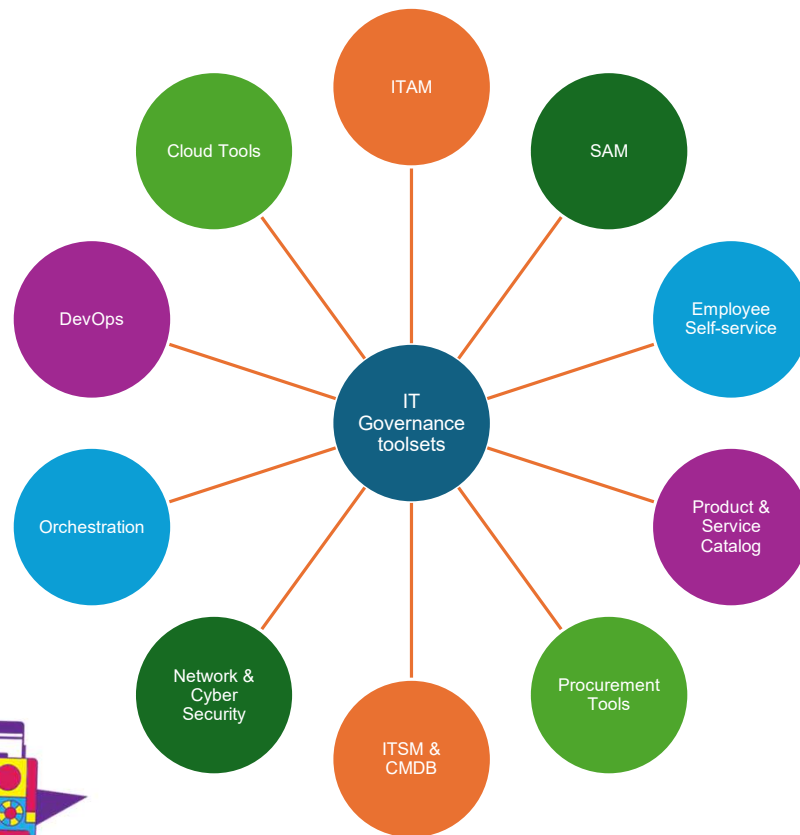 ITAM
Cloud Tools
SAM
DevOps
Employee
Self-service
IT
Governance
toolsets
Orchestration
Product &
Service
Catalog
Network &
Cyber
Security
Procurement
Tools
ITSM &
CMDB